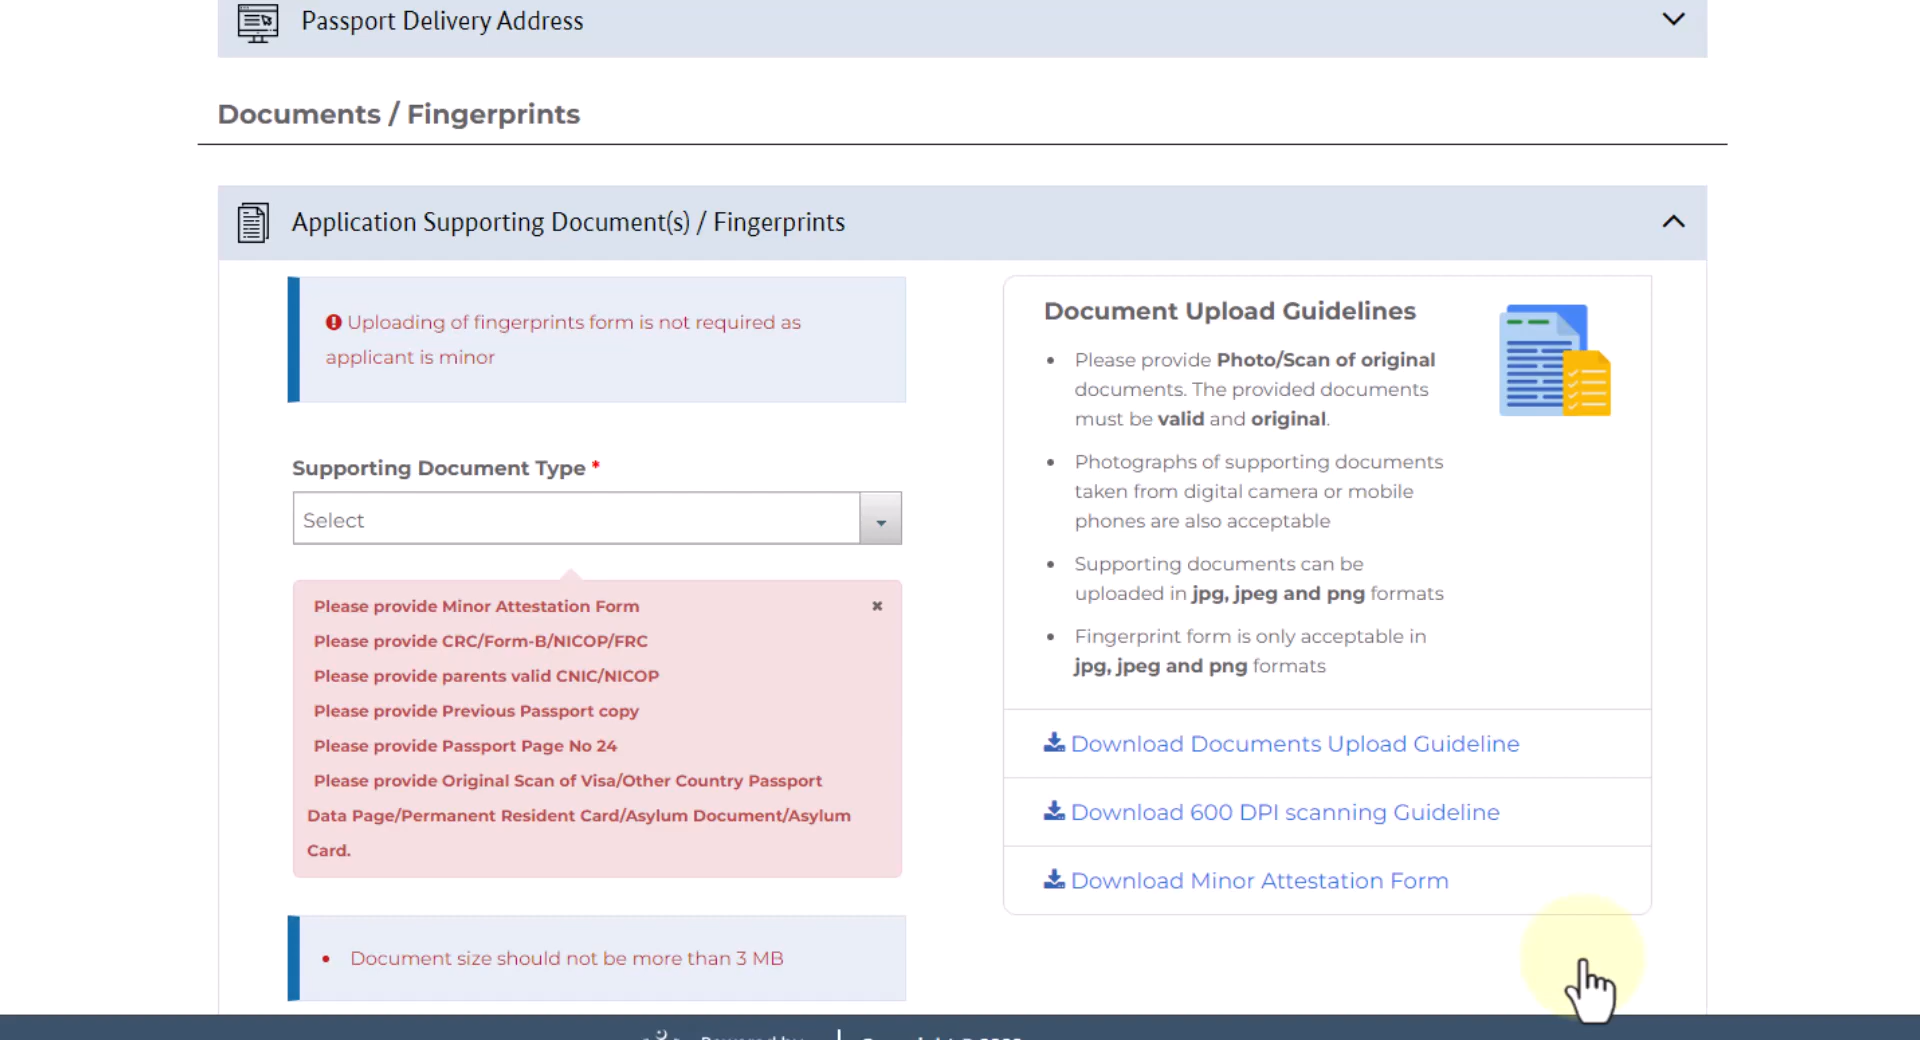 Passport Delivery Address
Documents / Fingerprints
Application Supporting Document(s) / Fingerprints
Uploading of fingerprints form is not required as
applicant is minor
Supporting Document Type *
Select
Please provide Minor Attestation Form
Please provide CRC/Form-B/NICOP/FRC
Please provide parents valid CNIC/NICOP
Please provide Previous Passport copy
Please provide Passport Page No 24
Please provide Original Scan of Visa/Other Country Passport
Data Page/Permanent Resident Card/Asylum Document/Asylum
Card.
• Document size should not be more than 3 MB
Document Upload Guidelines
• Please provide Photo/Scan of original
documents. The provided documents
must be valid and original.
• Photographs of supporting documents
taken from digital camera or mobile
phones are also acceptable
• Supporting documents can be
uploaded in jpg, jpeg and png formats
• Fingerprint form is only acceptable in
jpg, jpeg and png formats
Download Documents Upload Guideline
Download 600 DPI scanning Guideline
Download Minor Attestation Form